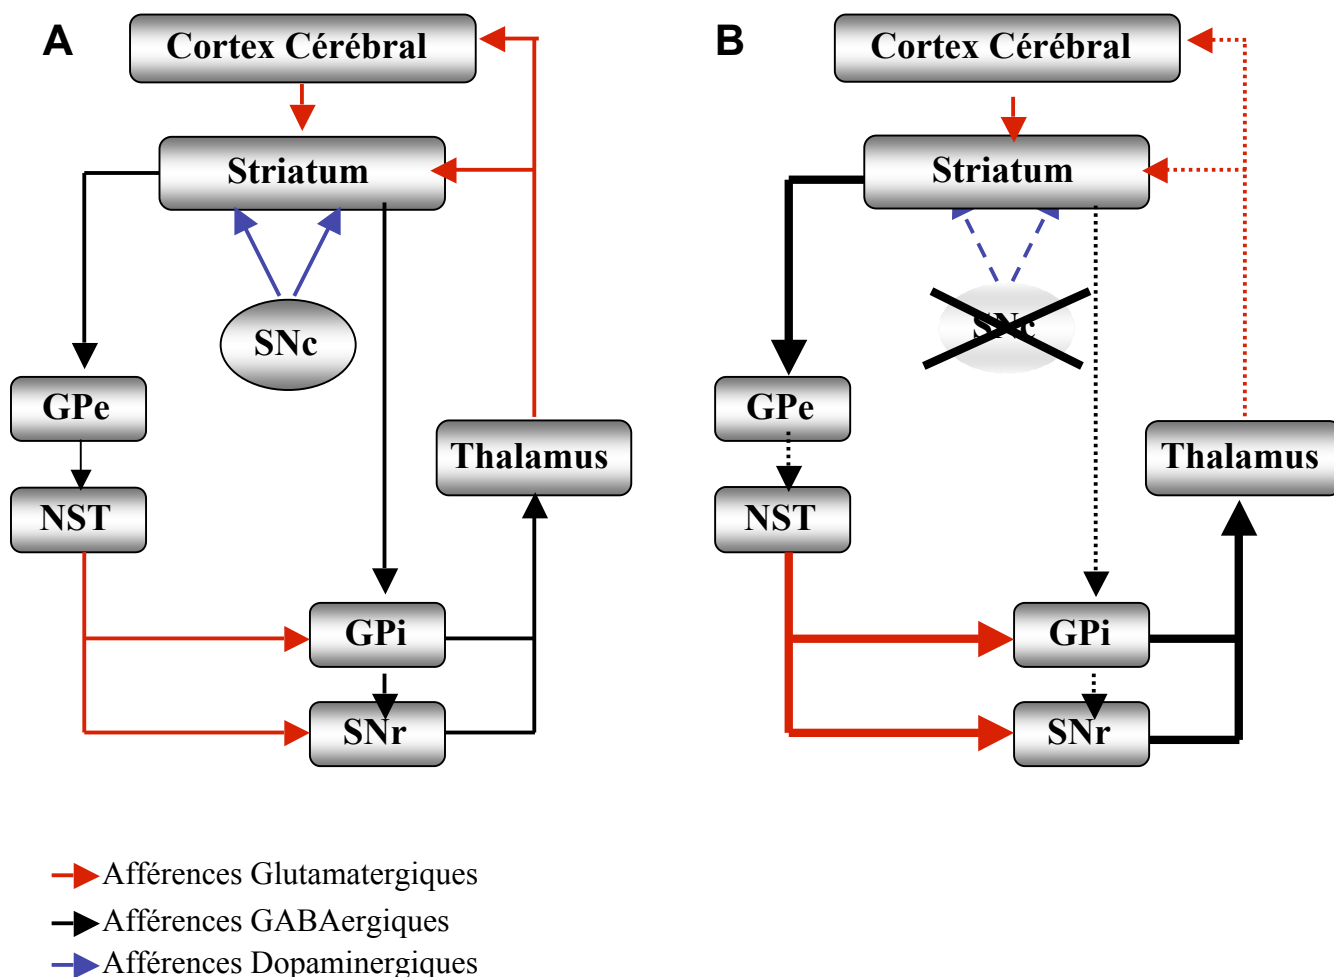 A
Cortex Cérébral
Striatum
SNc
GPe
NST
Thalamus
GPi
SNr
B
Cortex Cérébral
Striatum
SNc
GPe
NST
Thalamus
GPi
SNr
Afférences Glutamatergiques
Afférences GABAergiques
Afférences Dopaminergiques